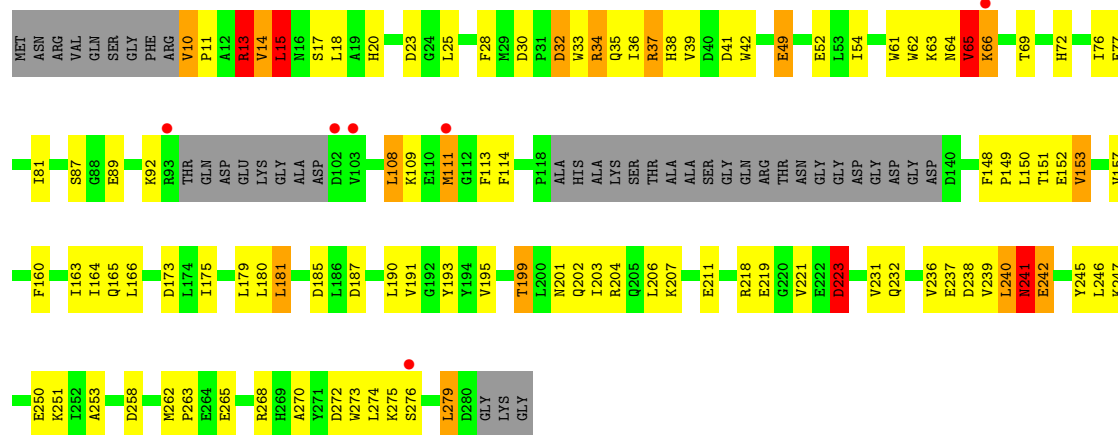 MET ASN ARG VAL GLN SER GLY PHE ARG V10 P11 A12 R13 V14 L15 N16 S17 L18 A19 H20 D23 G24 L25 F28 M29 D30 P31 D32 W33 R34 Q35 I36 R37 H38 V39 D40 D41 W42 E49 E52 L53 I54 W61 W62 K63 N64 V65 K66 T69 H72 I76 E77
I81 S87 G88 E89 K92 R93 THR GLN ASP GLU LYS GLY ALA ASP D102 V103 L108 K109 E110 M111 G112 F113 F114 P118 ALA HIS ALA LYS SER THR ALA ALA SER GLY GLN ARG THR ASN GLY GLY ASP GLY ASP GLY ASP D140 F148 P149 L150 T151 E152 V153 V157
F160 I163 I164 Q165 L166 D173 L174 I175 L179 L180 L181 D185 L186 D187 L190 V191 G192 Y193 Y194 V195 T199 L200 N201 Q202 I203 R204 Q205 L206 K207 E211 R218 E219 G220 V221 E222 D223 V231 Q232 V236 E237 D238 V239 L240 N241 E242 Y245 L246 K247
E250 K251 I252 A253 D258 M262 P263 E264 E265 R268 H269 A270 Y271 D272 W273 L274 K275 S276 L279 D280 GLY LYS GLY